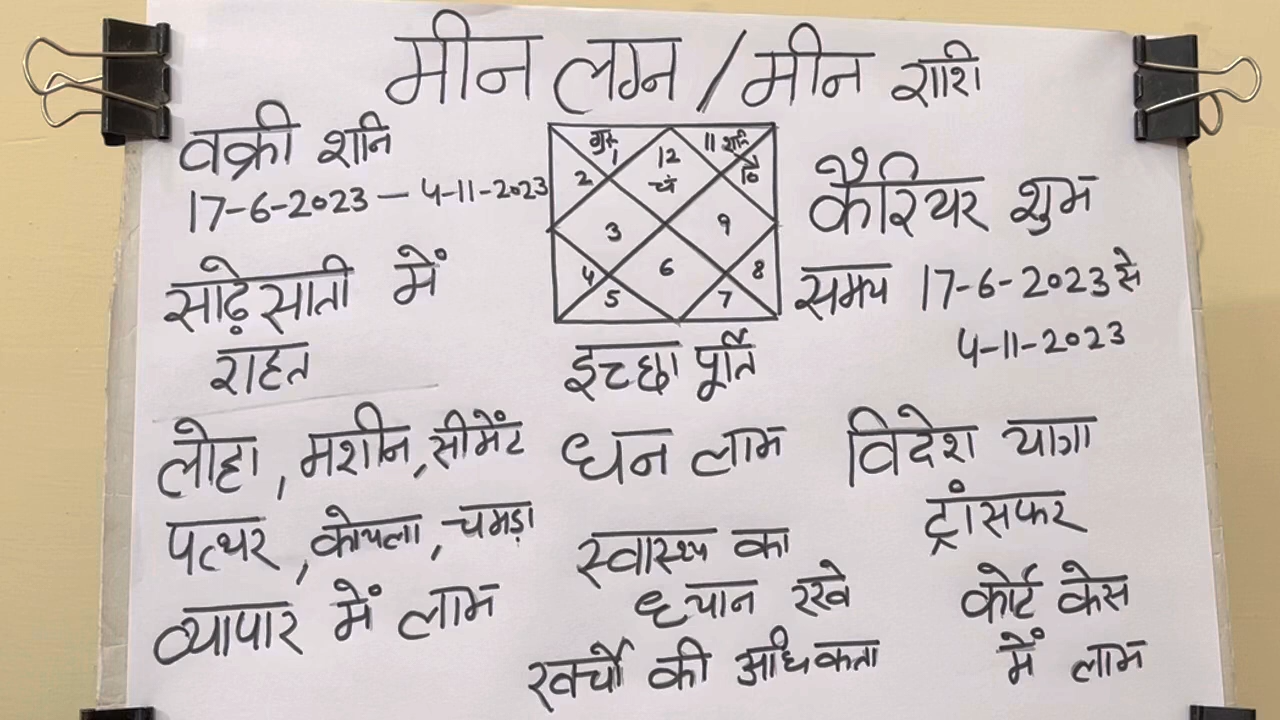 मीन लग्न / मीन राशि
वक्री शनि
17-6-2023 — 4-11-2023
साढ़ेसाती में
राहत
लोहा, मशीन, सीमेंट
पत्थर, कोयला, चमड़ा
व्यापार में लाभ
गुरु 1
12
चं
11 शनि
2
10
3
9
4
6
8
5
7
इच्छा पूर्ति
धन लाभ
स्वास्थ्य का
ध्यान रखे
खर्चो की अधिकता
कैरियर शुभ
समय 17-6-2023 से
4-11-2023
विदेश यात्रा
ट्रांसफर
कोर्ट केस
में लाभ